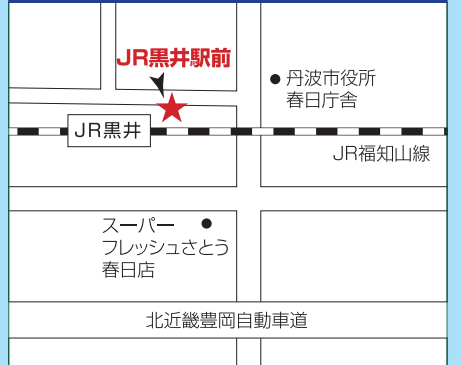 JR黒井駅前
丹波市役所
春日庁舎
JR黒井
JR福知山線
スーパー
フレッシュさとう
春日店
北近畿豊岡自動車道